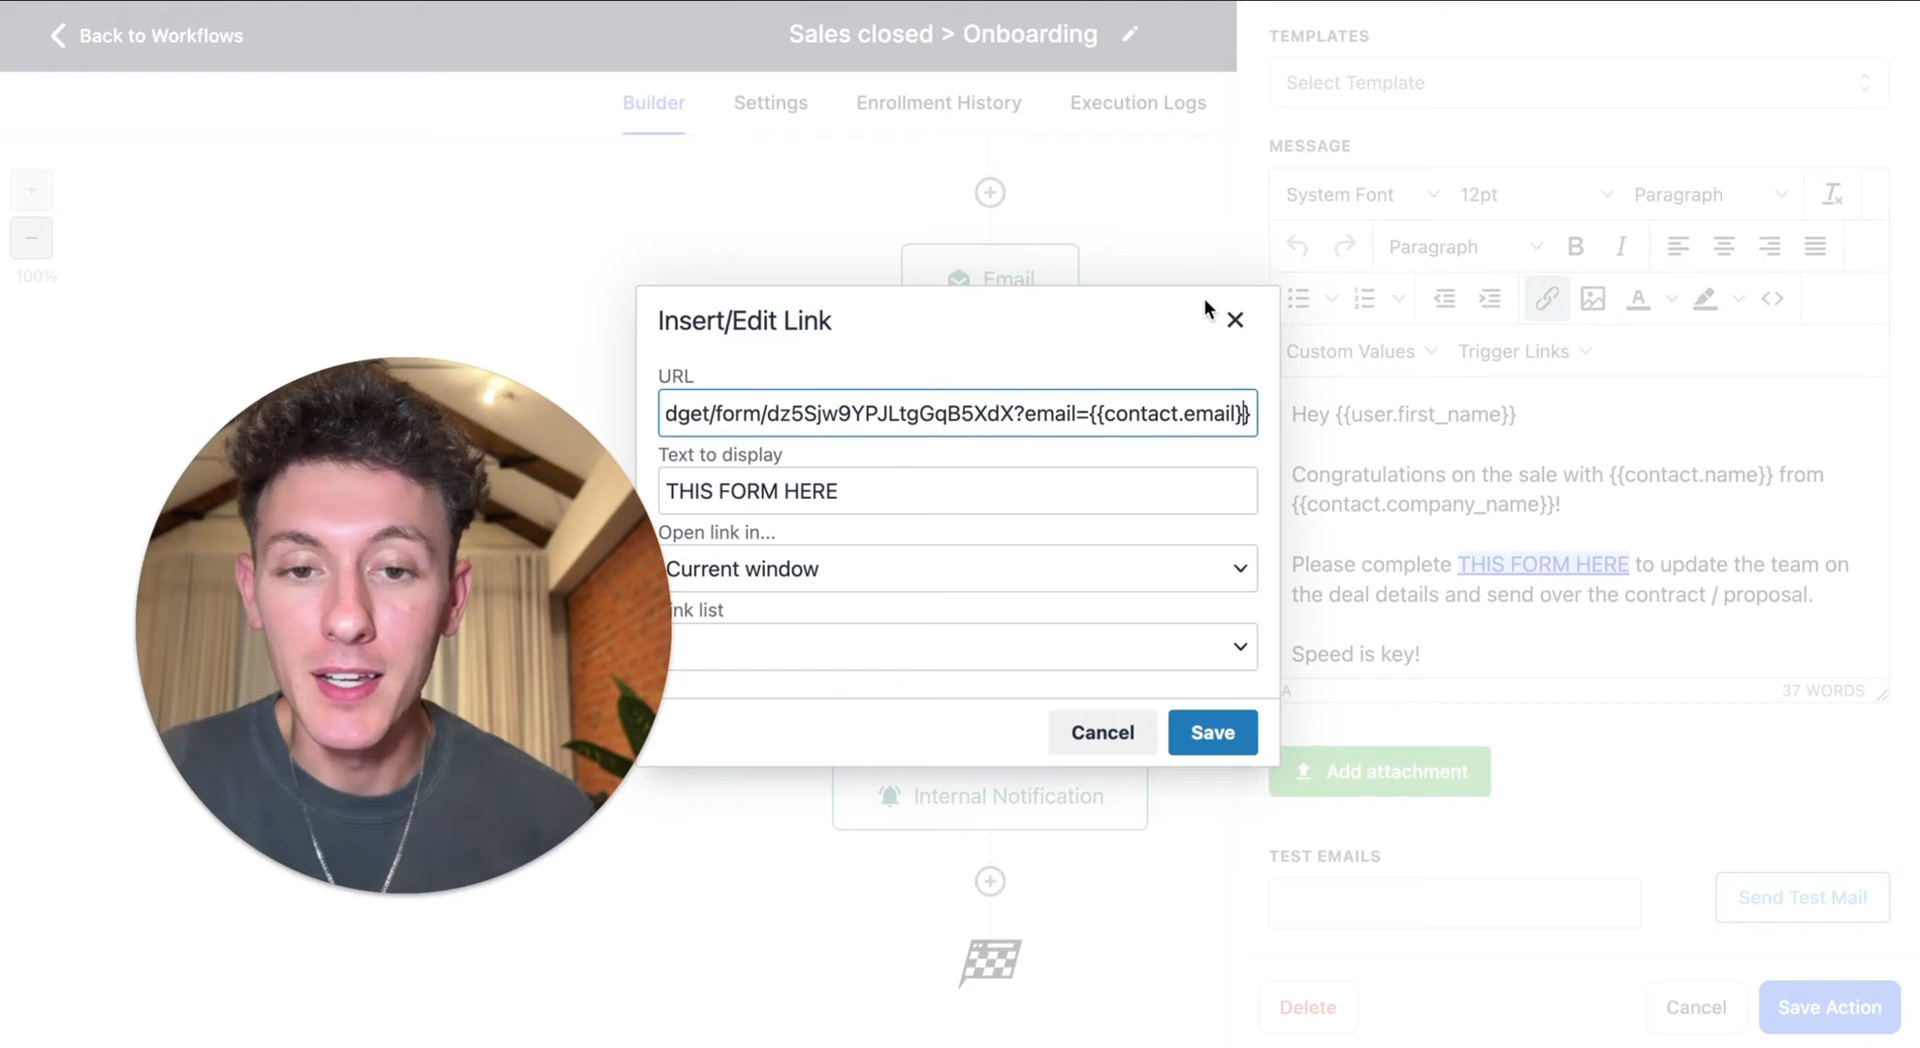 Back to Workflows
Sales closed > Onboarding
Builder
Settings
Enrollment History
Execution Logs
100%
Email
Internal Notification
Insert/Edit Link
URL
dget/form/dz5Sjw9YPJLtgGqB5XdX?email={{contact.email}}
Text to display
THIS FORM HERE
Open link in...
Current window
ink list
Cancel
Save
TEMPLATES
Select Template
MESSAGE
System Font
12pt
Paragraph
Paragraph
B
I
A
Custom Values
Trigger Links
Hey {{user.first_name}}
Congratulations on the sale with {{contact.name}} from
{{contact.company_name}}!
Please complete THIS FORM HERE to update the team on
the deal details and send over the contract / proposal.
Speed is key!
A
37 WORDS
Add attachment
TEST EMAILS
Send Test Mail
Delete
Cancel
Save Action